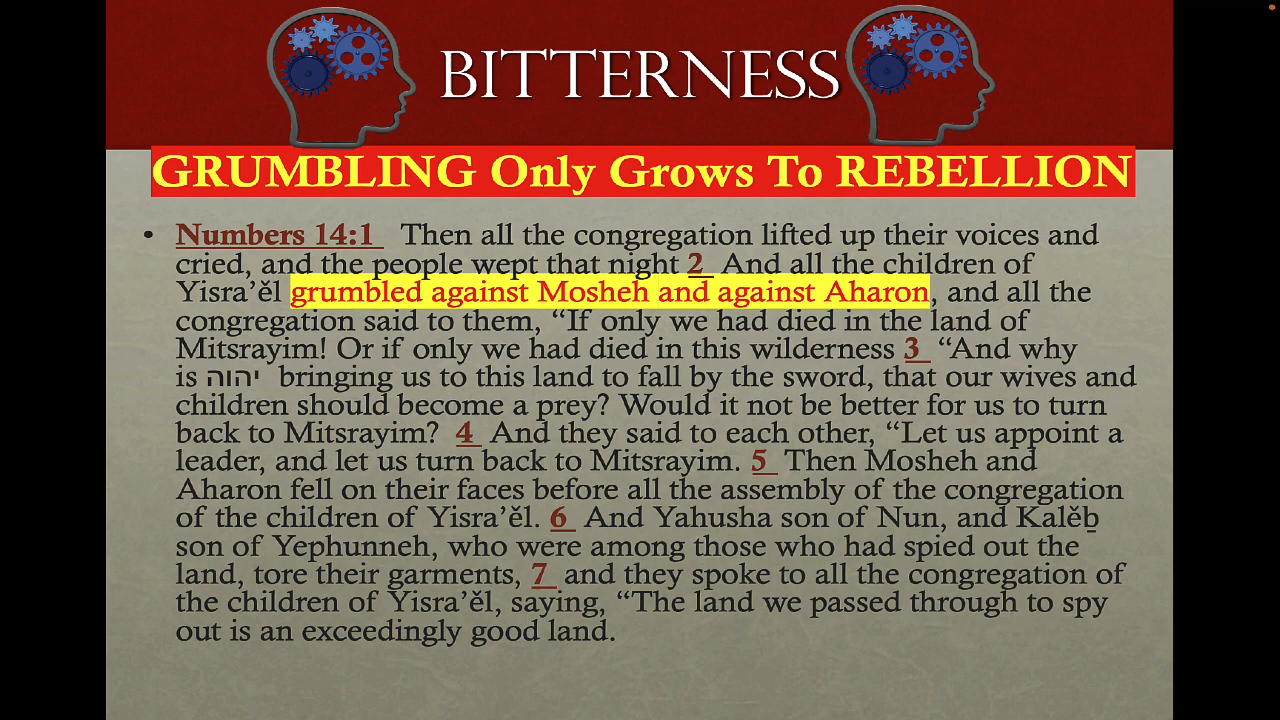 BITTERNESS
GRUMBLING Only Grows To REBELLION
• Numbers 14:1 Then all the congregation lifted up their voices and
cried, and the people wept that night 2 And all the children of
Yisra’ěl grumbled against Mosheh and against Aharon, and all the
congregation said to them, “If only we had died in the land of
Mitsrayim! Or if only we had died in this wilderness 3 “And why
is יהוה bringing us to this land to fall by the sword, that our wives and
children should become a prey? Would it not be better for us to turn
back to Mitsrayim? 4 And they said to each other, “Let us appoint a
leader, and let us turn back to Mitsrayim. 5 Then Mosheh and
Aharon fell on their faces before all the assembly of the congregation
of the children of Yisra’ěl. 6 And Yahusha son of Nun, and Kalěḇ
son of Yephunneh, who were among those who had spied out the
land, tore their garments, 7 and they spoke to all the congregation of
the children of Yisra’ěl, saying, “The land we passed through to spy
out is an exceedingly good land.